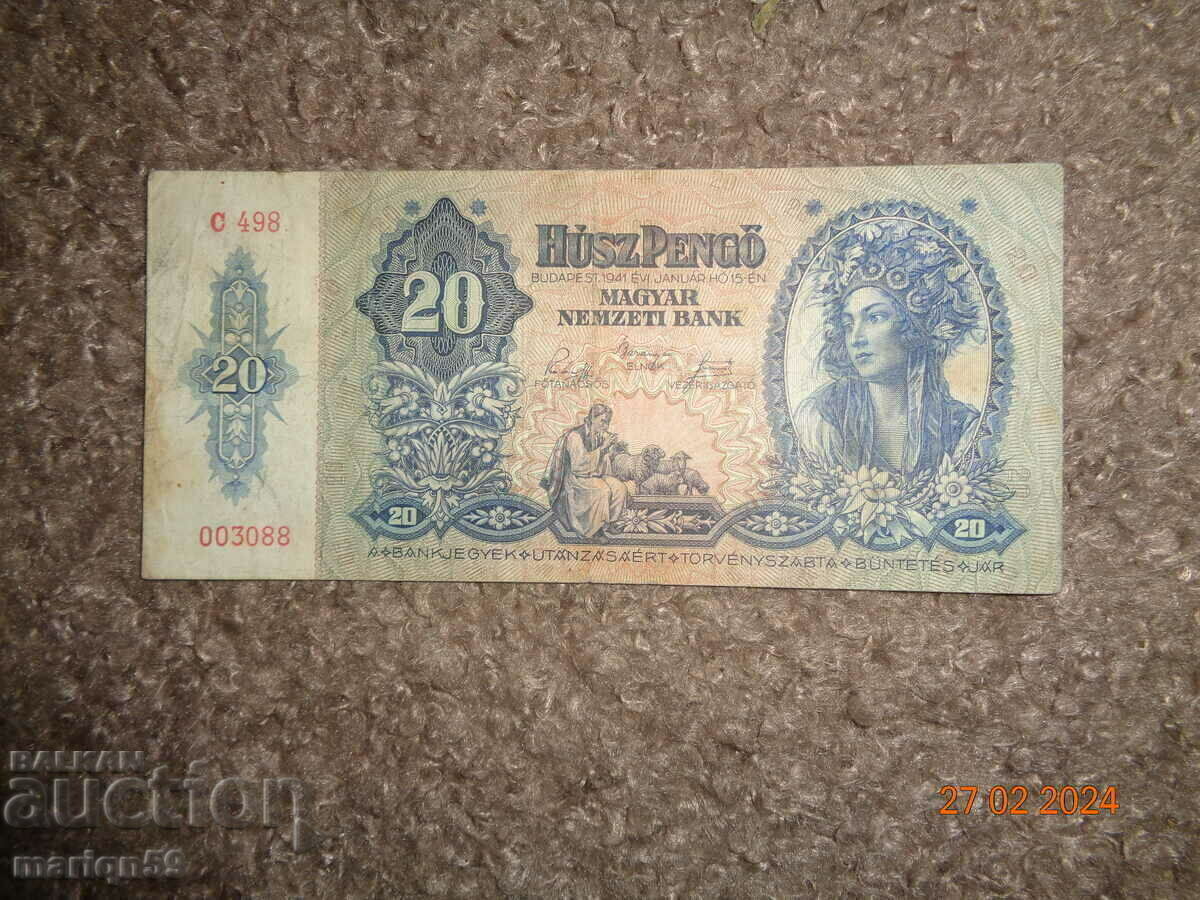 C 498
20
003088
20
HÚSZ PENGŐ
BUDAPEST, 1941 ÉVI JANUÁR HÓ 15-ÉN
MAGYAR
NEMZETI BANK
ELNÖK
FŐTANÁCSOS VEZÉRIGAZGATÓ
20 20
A BANKJEGYEK UTÁNZÁSÁÉRT TÖRVÉNYSZABTA BÜNTETÉS JÁR
BALKAN
auction
27 02 2024
mariqn59